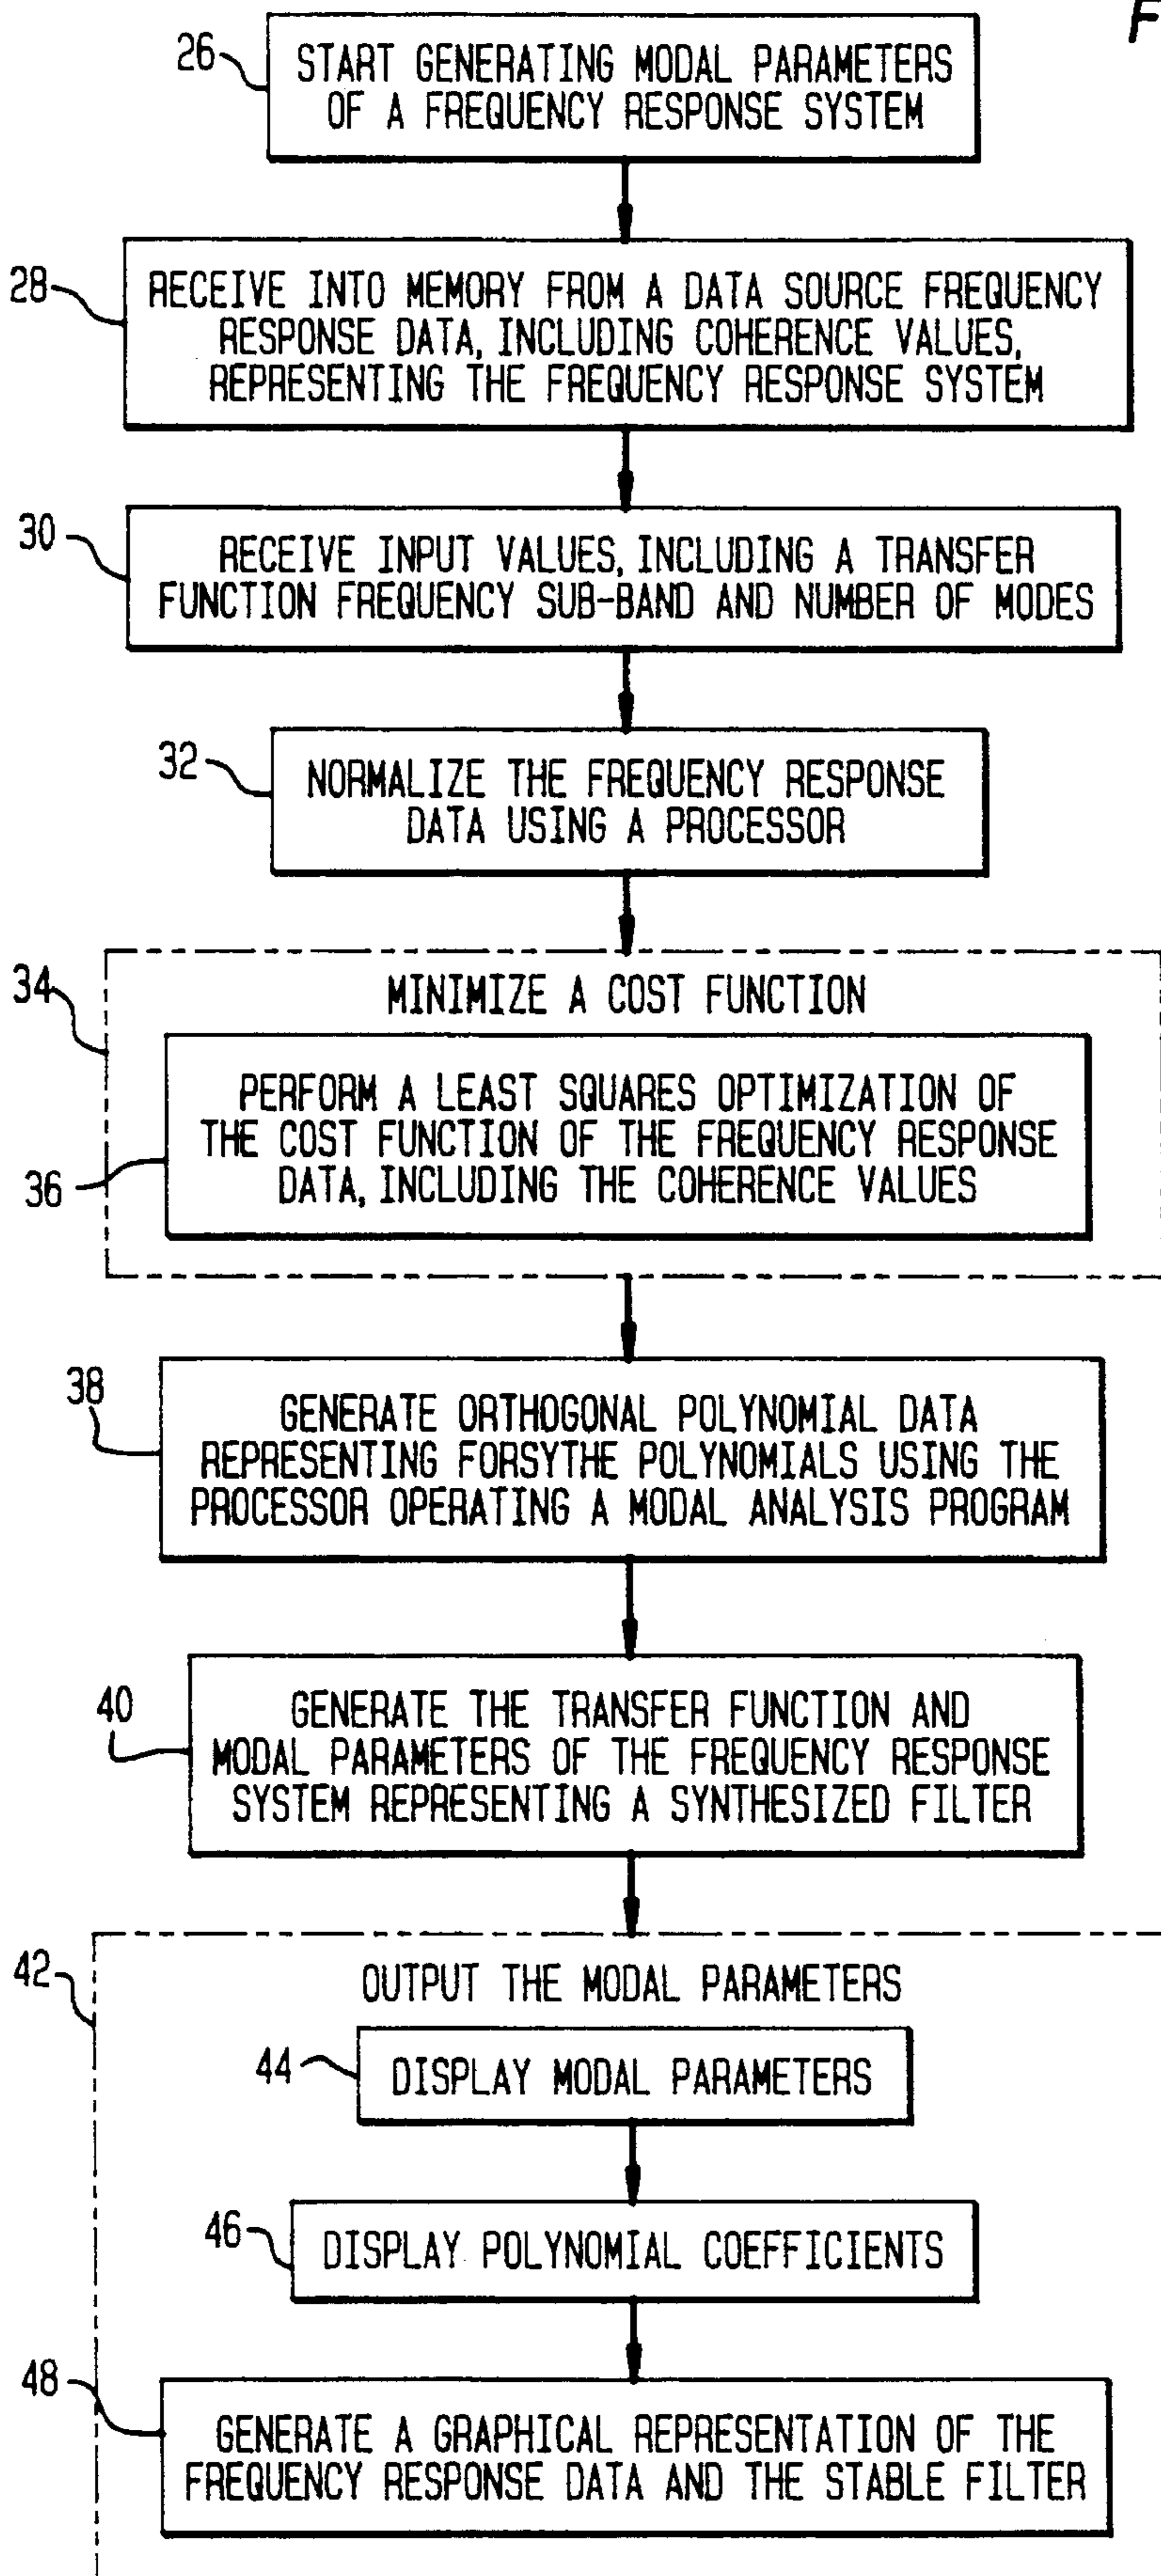 F
26
START GENERATING MODAL PARAMETERS
OF A FREQUENCY RESPONSE SYSTEM
28
RECEIVE INTO MEMORY FROM A DATA SOURCE FREQUENCY
RESPONSE DATA, INCLUDING COHERENCE VALUES,
REPRESENTING THE FREQUENCY RESPONSE SYSTEM
30
RECEIVE INPUT VALUES, INCLUDING A TRANSFER
FUNCTION FREQUENCY SUB-BAND AND NUMBER OF MODES
32
NORMALIZE THE FREQUENCY RESPONSE
DATA USING A PROCESSOR
34
MINIMIZE A COST FUNCTION
PERFORM A LEAST SQUARES OPTIMIZATION OF
THE COST FUNCTION OF THE FREQUENCY RESPONSE
DATA, INCLUDING THE COHERENCE VALUES
36
38
GENERATE ORTHOGONAL POLYNOMIAL DATA
REPRESENTING FORSYTHE POLYNOMIALS USING THE
PROCESSOR OPERATING A MODAL ANALYSIS PROGRAM
40
GENERATE THE TRANSFER FUNCTION AND
MODAL PARAMETERS OF THE FREQUENCY RESPONSE
SYSTEM REPRESENTING A SYNTHESIZED FILTER
42
OUTPUT THE MODAL PARAMETERS
44
DISPLAY MODAL PARAMETERS
46
DISPLAY POLYNOMIAL COEFFICIENTS
48
GENERATE A GRAPHICAL REPRESENTATION OF THE
FREQUENCY RESPONSE DATA AND THE STABLE FILTER